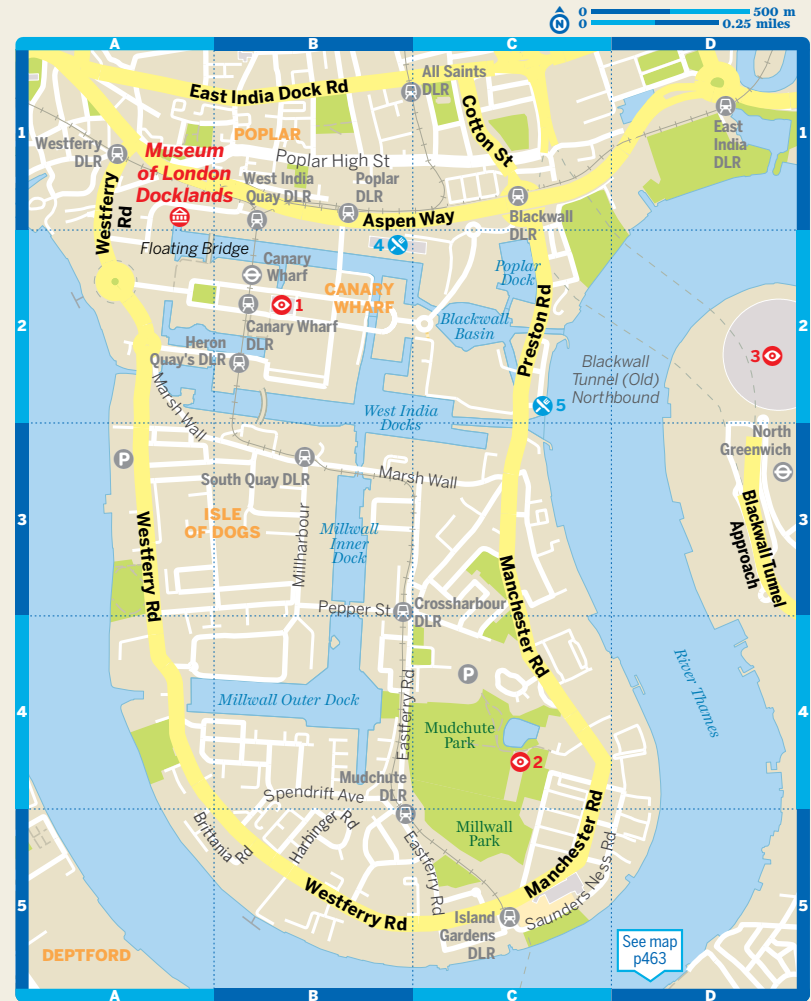 N
0 500 m
0 0.25 miles
A B C D
East India Dock Rd
All Saints
DLR
Cotton St
1
POPLAR
Westferry
DLR
Museum
of London
Docklands
Poplar High St
West India
Quay DLR
Poplar
DLR
East
India
DLR
1
Westferry
Rd
Aspen Way
Blackwall
DLR
Floating Bridge
4
Canary
Wharf
Poplar
Dock
CANARY
WHARF
1
Canary Wharf
DLR
Blackwall
Basin
Preston Rd
2
Heron
Quay's DLR
Blackwall
Tunnel (Old)
Northbound
3
2
Marsh Wall
West India
Docks
5
North
Greenwich
P
South Quay DLR
Marsh Wall
Blackwall Tunnel
Approach
3
ISLE
OF DOGS
Millharbour
Millwall
Inner
Dock
3
Westferry Rd
Manchester Rd
Pepper St
Crossharbour
DLR
P
River Thames
4
Millwall Outer Dock
Eastferry Rd
Mudchute
Park
2
4
Mudchute
DLR
Spendrift Ave
Harbinger Rd
Brittania Rd
Millwall
Park
Manchester Rd
Eastferry Rd
Saunders Ness Rd
5
Westferry Rd
Island
Gardens
DLR
5
DEPTFORD
See map
p463
A B C D